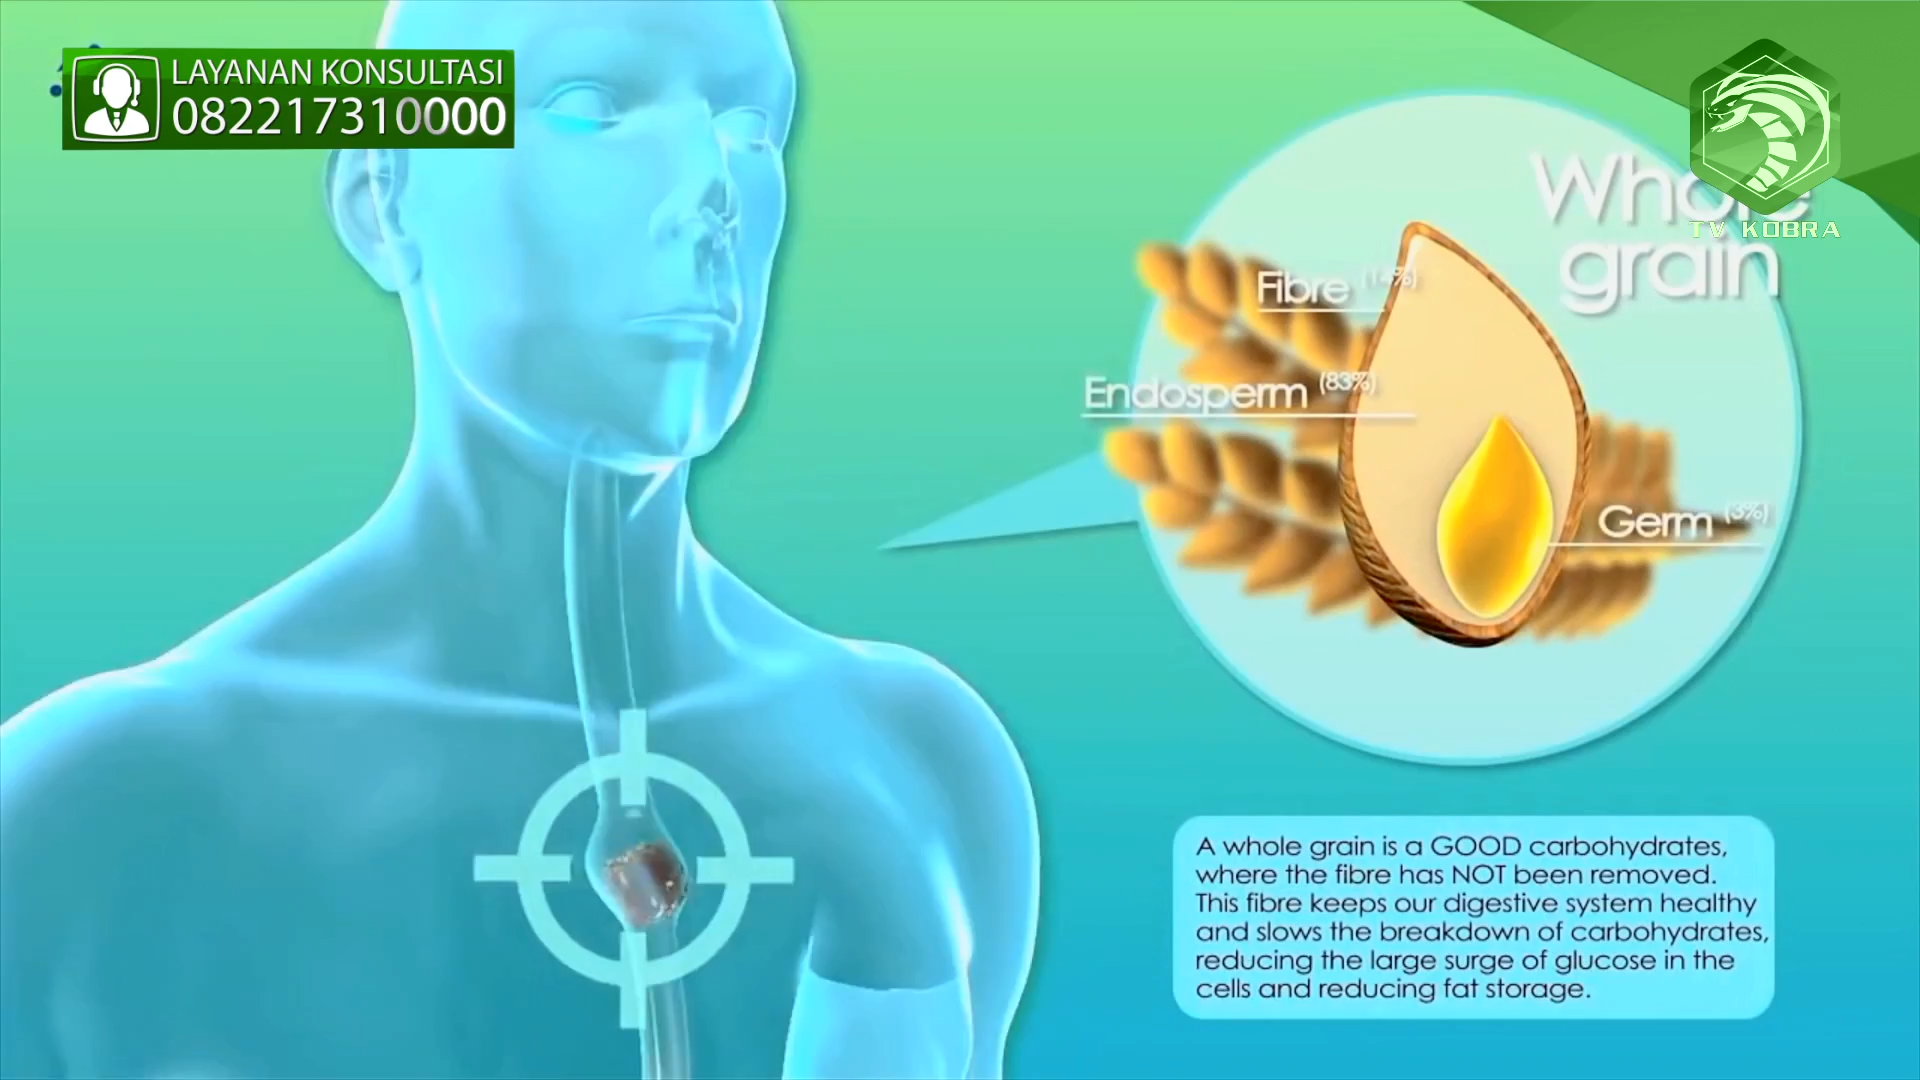 LAYANAN KONSULTASI
082217310000
TV KOBRA
Whole
grain
Fibre (14%)
Endosperm (83%)
Germ (3%)
A whole grain is a GOOD carbohydrates,
where the fibre has NOT been removed.
This fibre keeps our digestive system healthy
and slows the breakdown of carbohydrates,
reducing the large surge of glucose in the
cells and reducing fat storage.